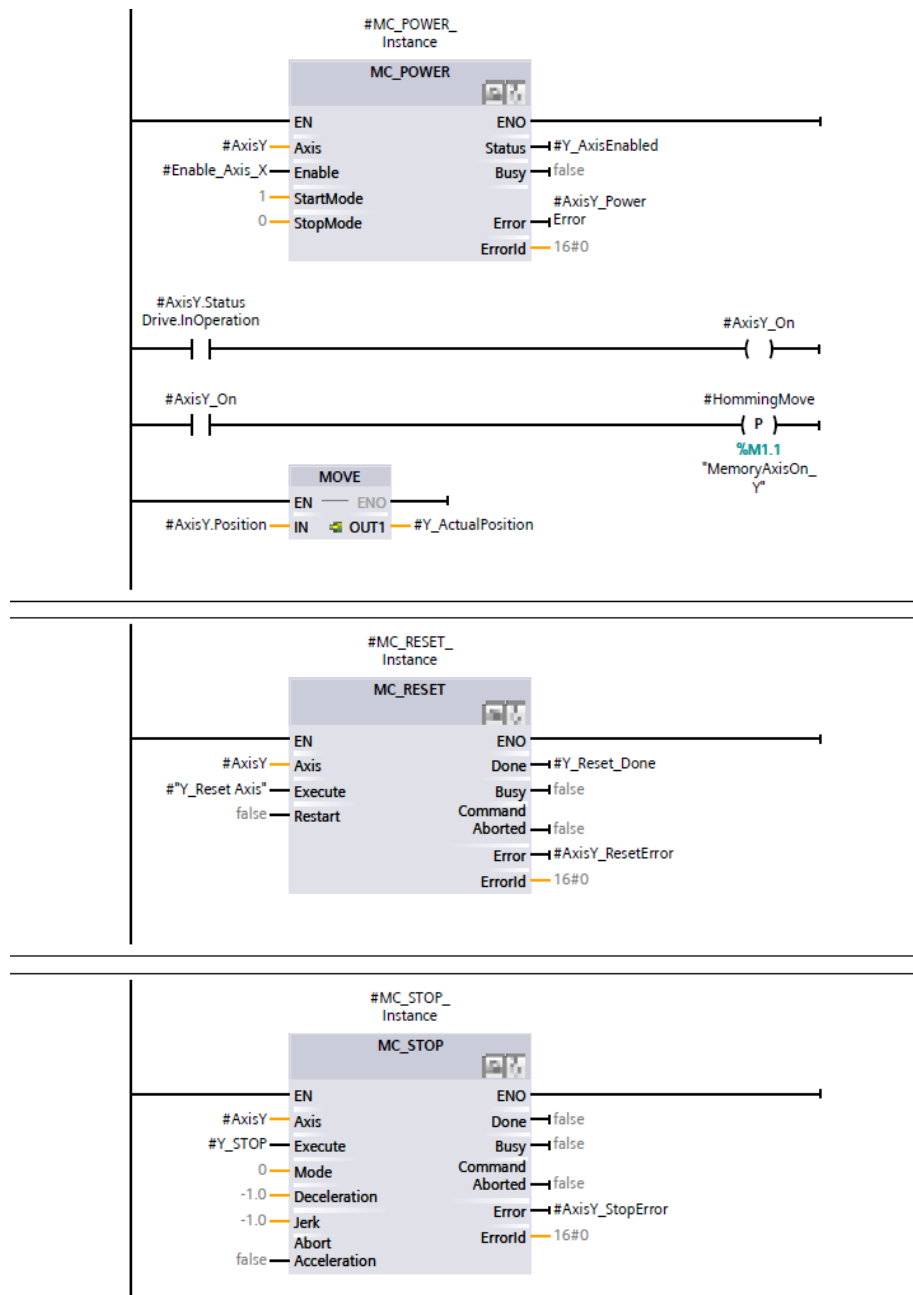 #MC_POWER_
Instance
MC_POWER
EN ENO
#AxisY Axis Status #Y_AxisEnabled
#Enable_Axis_X Enable Busy false
1 StartMode
#AxisY_Power
0 StopMode Error Error
ErrorId 16#0
#AxisY.Status
Drive.InOperation
#AxisY_On
#AxisY_On
#HommingMove
P
%M1.1
"MemoryAxisOn_
Y"
MOVE
EN ENO
#AxisY.Position IN OUT1 #Y_ActualPosition
#MC_RESET_
Instance
MC_RESET
EN ENO
#AxisY Axis Done #Y_Reset_Done
#"Y_Reset Axis" Execute Busy false
false Restart Command
Aborted false
Error #AxisY_ResetError
ErrorId 16#0
#MC_STOP_
Instance
MC_STOP
EN ENO
#AxisY Axis Done false
#Y_STOP Execute Busy false
0 Mode Command
Aborted false
-1.0 Deceleration
Error #AxisY_StopError
-1.0 Jerk
Abort ErrorId 16#0
false Acceleration